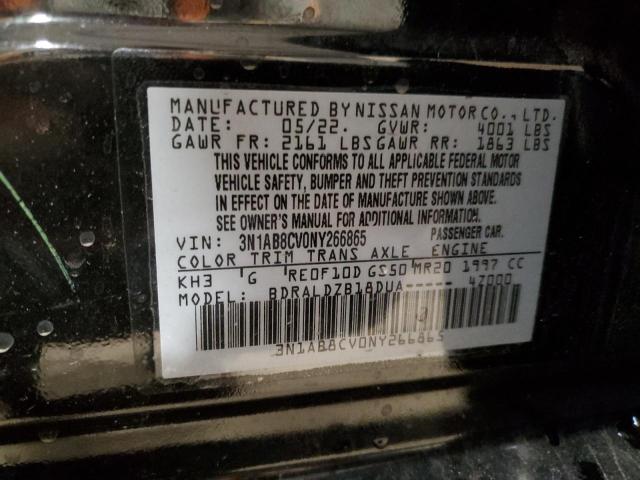 MANUFACTURED BY NISSAN MOTOR CO., LTD.
DATE: 05/22. GVWR: 4001 LBS
GAWR FR: 2161 LBS GAWR RR: 1863 LBS
THIS VEHICLE CONFORMS TO ALL APPLICABLE FEDERAL MOTOR
VEHICLE SAFETY, BUMPER AND THEFT PREVENTION STANDARDS
IN EFFECT ON THE DATE OF MANUFACTURE SHOWN ABOVE.
SEE OWNER'S MANUAL FOR ADDITIONAL INFORMATION
VIN: 3N1AB8CV0NY266865 PASSENGER CAR.
COLOR TRIM TRANS AXLE ENGINE
KH3 G RE0F10D GS50 MR20 1997 CC
MODEL: BDRALDZB18DUA----- 4Z000
3N1AB8CV0NY266865